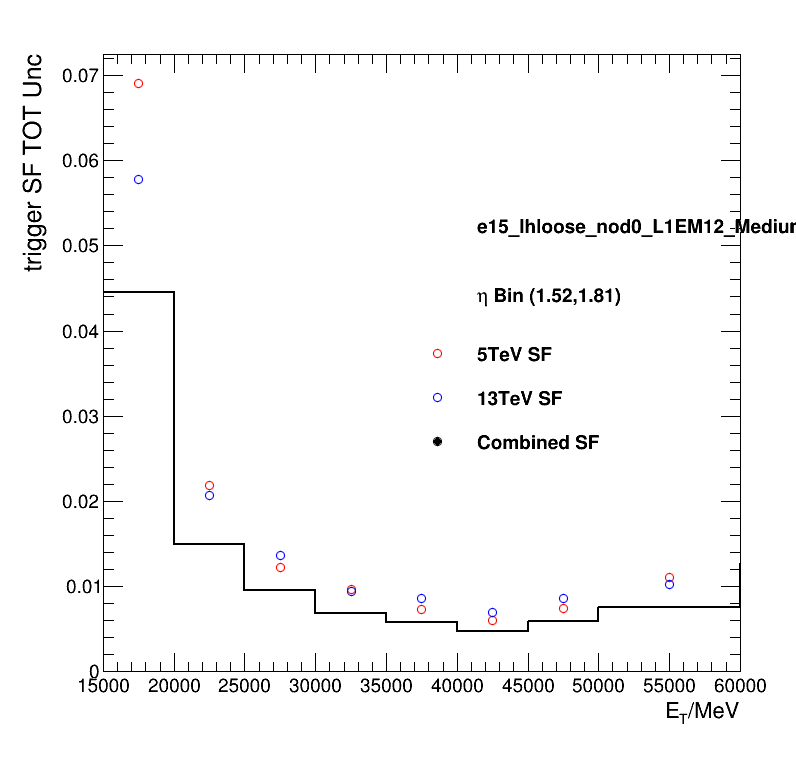 trigger SF TOT Unc
0.07
0.06
0.05
0.04
0.03
0.02
0.01
0
e15_lhloose_nod0_L1EM12_Medium
η Bin (1.52,1.81)
5TeV SF
13TeV SF
Combined SF
15000 20000 25000 30000 35000 40000 45000 50000 55000 60000
E_T/MeV